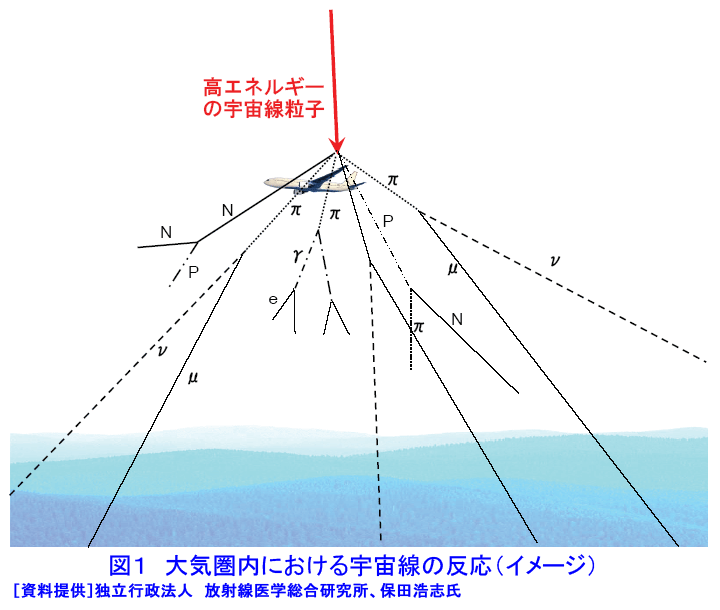 高エネルギー
の宇宙線粒子
π
N
π
π
P
N
P
γ
ν
μ
e
π
N
ν
μ
図1 大気圏内における宇宙線の反応(イメージ)
[資料提供]独立行政法人 放射線医学総合研究所、保田浩志氏